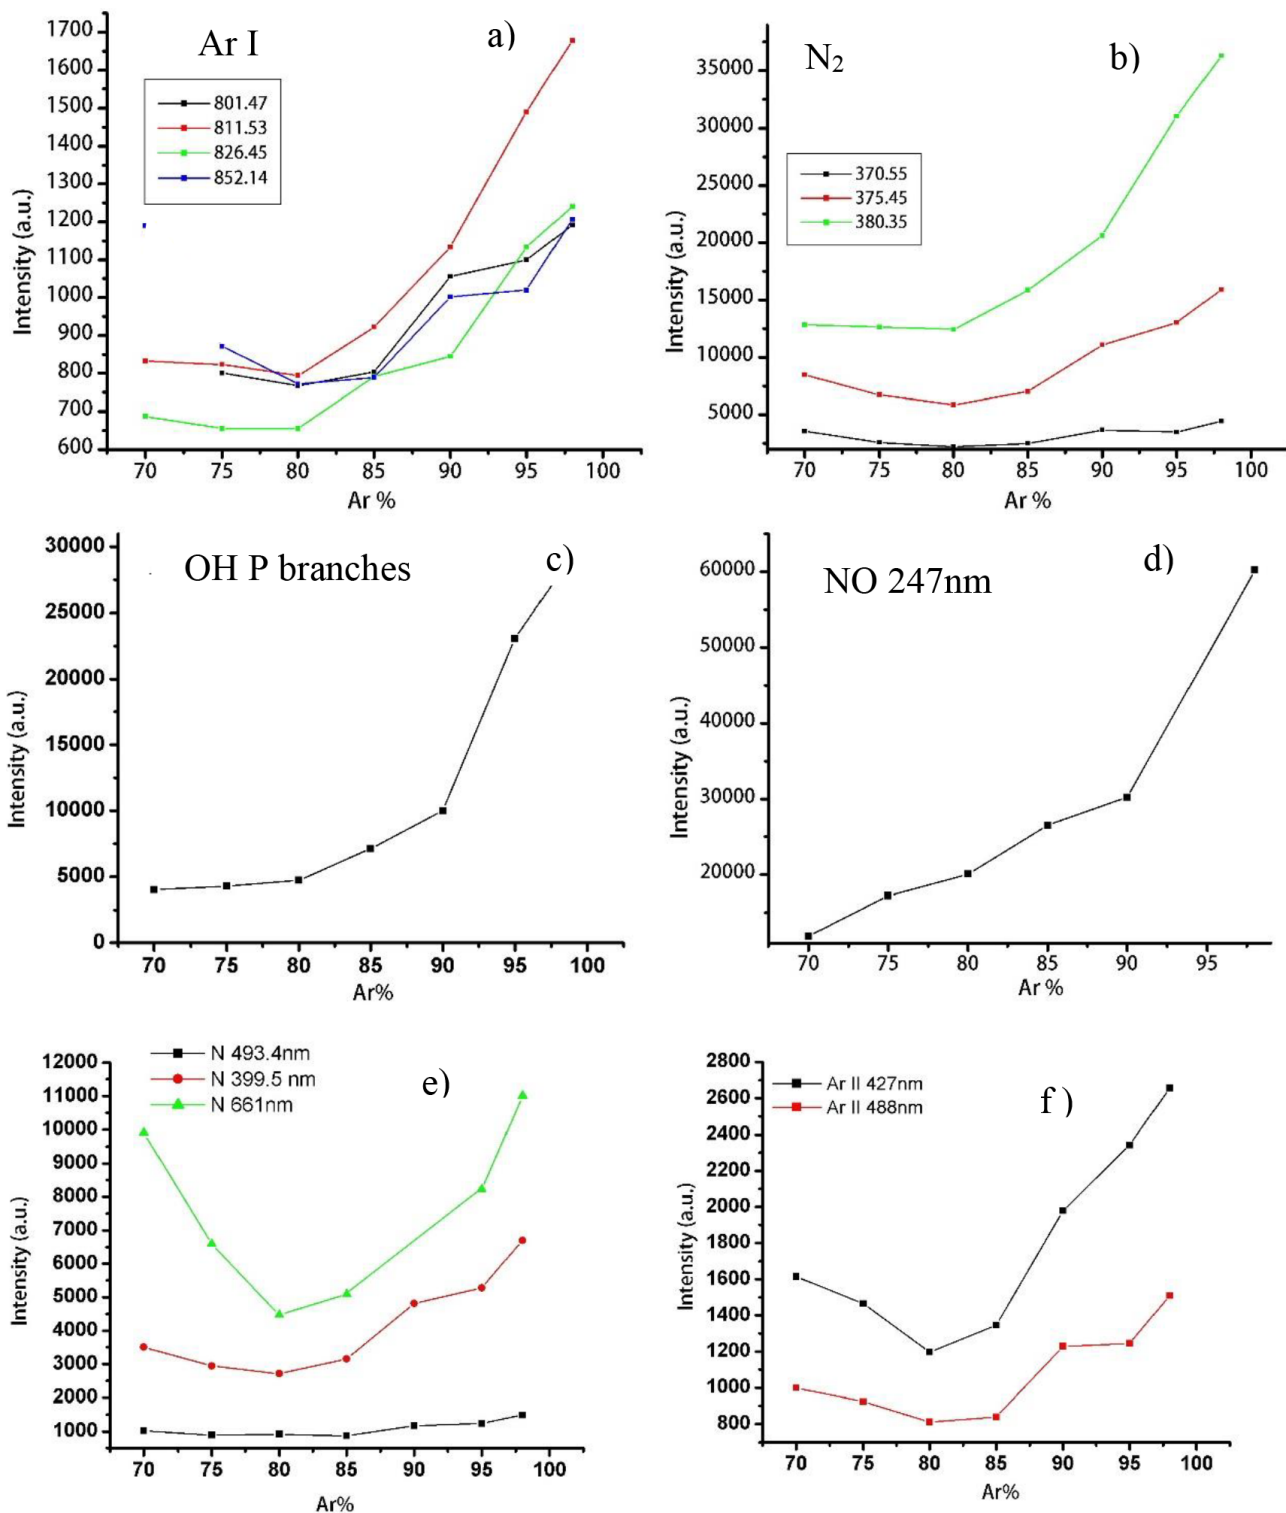 Ar I
a)
801.47
811.53
826.45
852.14
1700
1600
1500
1400
1300
1200
1100
1000
900
800
700
600
Intensity (a.u.)
70 75 80 85 90 95 100
Ar %
N2
b)
370.55
375.45
380.35
35000
30000
25000
20000
15000
10000
5000
Intensity (a.u.)
70 75 80 85 90 95 100
Ar %
OH P branches
c)
30000
25000
20000
15000
10000
5000
0
Intensity (a.u.)
70 75 80 85 90 95 100
Ar%
NO 247nm
d)
60000
50000
40000
30000
20000
Intensity (a.u.)
70 75 80 85 90 95
Ar %
N 493.4nm
N 399.5 nm
N 661nm
e)
12000
11000
10000
9000
8000
7000
6000
5000
4000
3000
2000
1000
Intensity (a.u.)
70 75 80 85 90 95 100
Ar%
Ar II 427nm
Ar II 488nm
f )
2800
2600
2400
2200
2000
1800
1600
1400
1200
1000
800
Intensity (a.u.)
70 75 80 85 90 95 100
Ar%